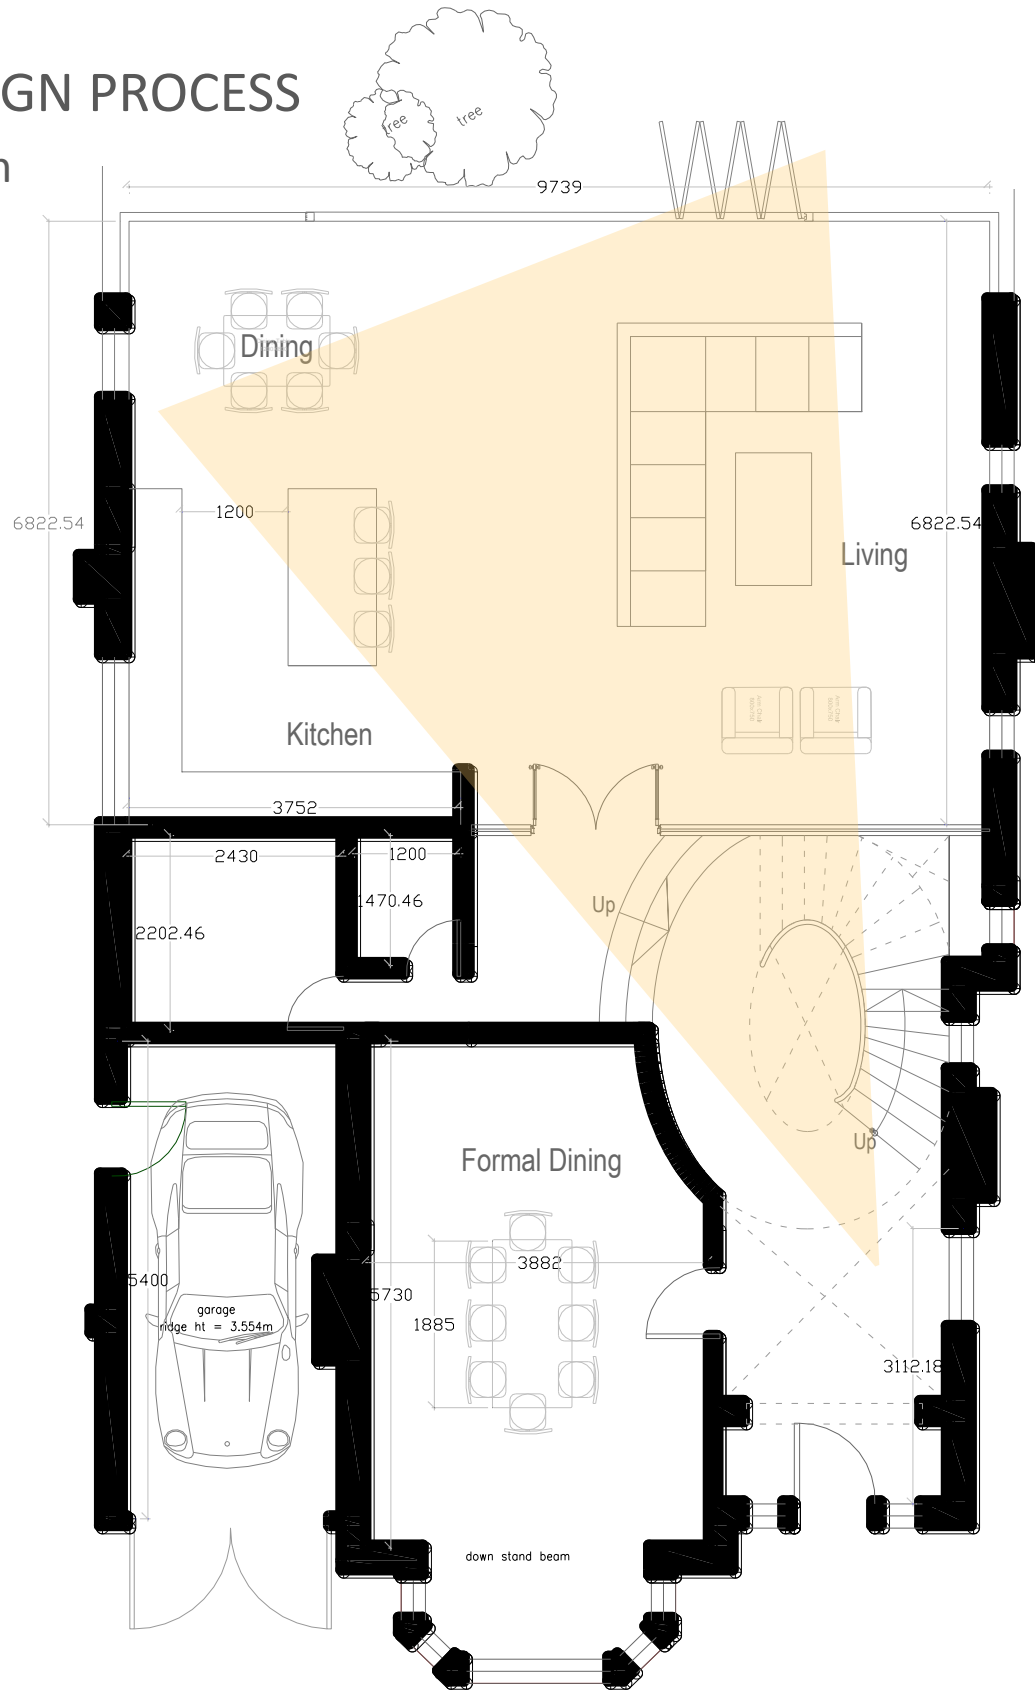 GN PROCESS
n
tree
tree
9739
Dining
1200
6822.54
6822.54
Living
Kitchen
3752
2430
1200
1470.46
2202.46
Up
Up
Formal Dining
3882
5400
5730
1885
garage
ridge ht = 3.554m
3112.18
down stand beam